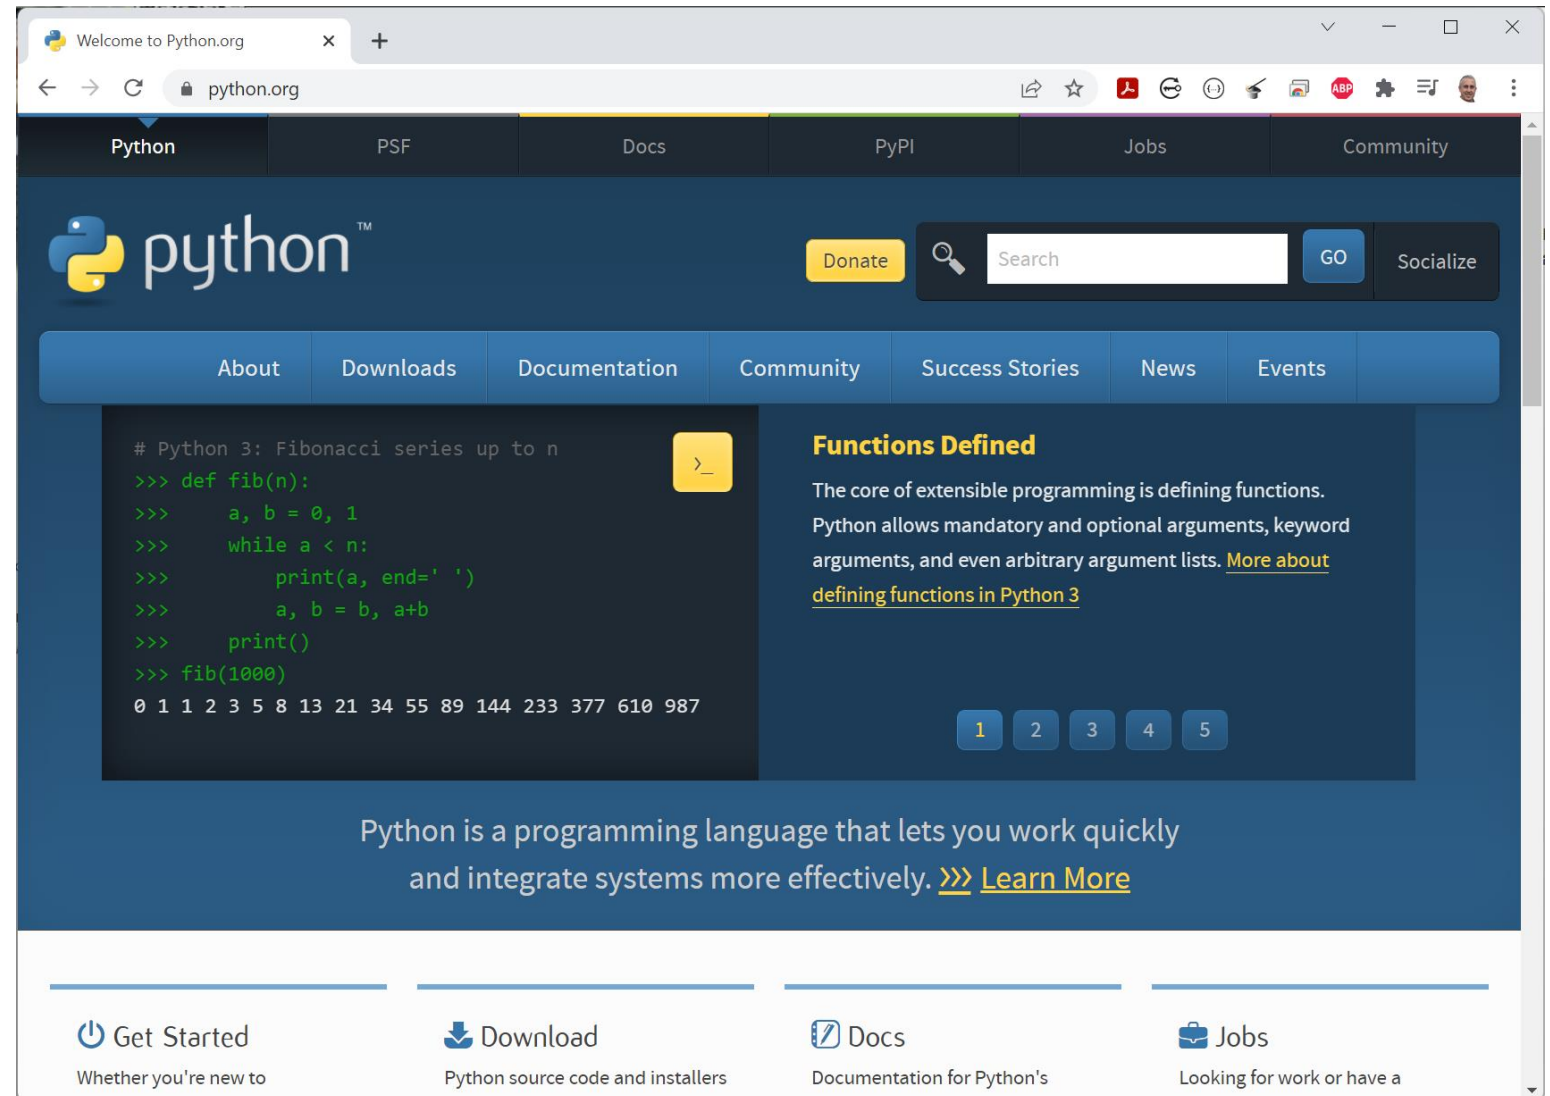 Welcome to Python.org
python.org
ABP
Python PSF Docs PyPI Jobs Community
python™
Donate Search GO Socialize
About Downloads Documentation Community Success Stories News Events
# Python 3: Fibonacci series up to n
>>> def fib(n):
>>>     a, b = 0, 1
>>>     while a < n:
>>>         print(a, end=' ')
>>>         a, b = b, a+b
>>>     print()
>>> fib(1000)
0 1 1 2 3 5 8 13 21 34 55 89 144 233 377 610 987
>_
Functions Defined
The core of extensible programming is defining functions.
Python allows mandatory and optional arguments, keyword
arguments, and even arbitrary argument lists. More about
defining functions in Python 3
1 2 3 4 5
Python is a programming language that lets you work quickly
and integrate systems more effectively. >>> Learn More
Get Started
Whether you're new to
Download
Python source code and installers
Docs
Documentation for Python's
Jobs
Looking for work or have a